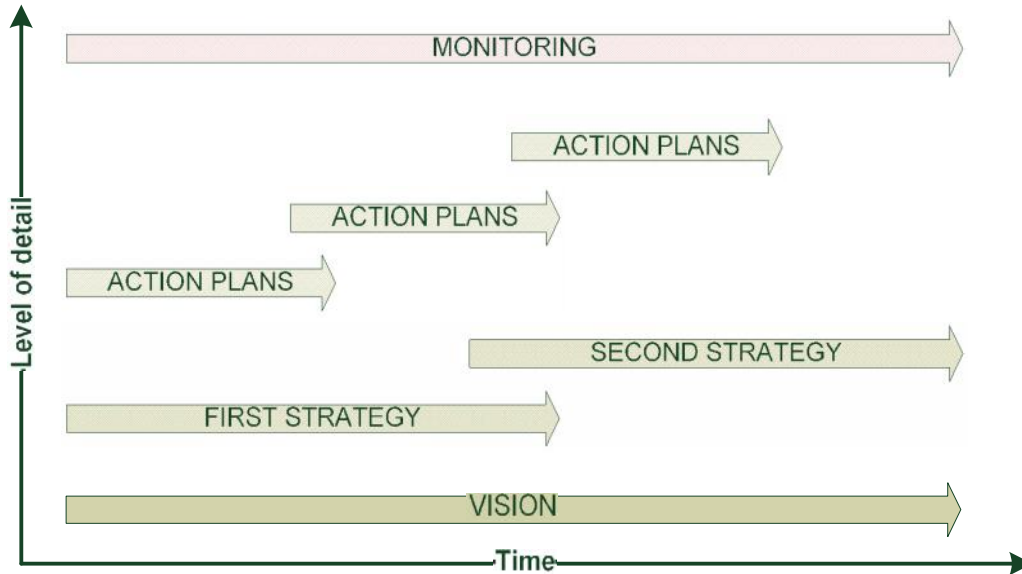 MONITORING
ACTION PLANS
ACTION PLANS
ACTION PLANS
SECOND STRATEGY
FIRST STRATEGY
VISION
Level of detail
Time